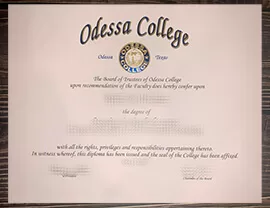 Odessa College
Odessa Texas
ODESSA
COLLEGE
The Board of Trustees of Odessa College
upon recommendation of the Faculty does hereby confer upon
the degree of
with all the rights, privileges and responsibilities appertaining thereto.
In witness whereof, this diploma has been issued and the seal of the College has been affixed.